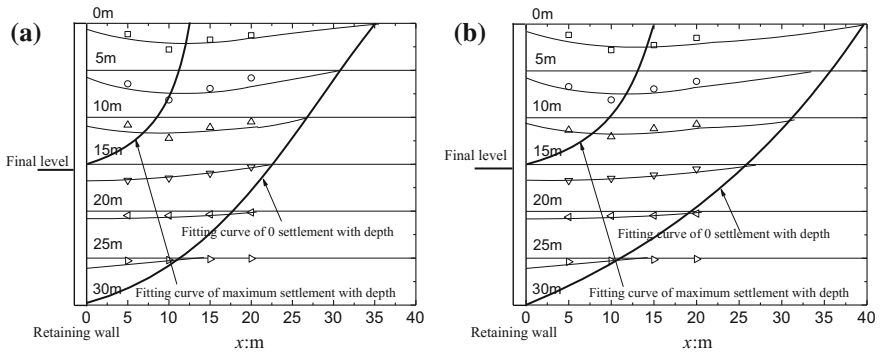 (a)
0m
5m
10m
15m
20m
25m
30m
Final level
Fitting curve of 0 settlement with depth
Fitting curve of maximum settlement with depth
0 5 10 15 20 25 30 35 40
Retaining wall
x:m
(b)
0m
5m
10m
15m
20m
25m
30m
Final level
Fitting curve of 0 settlement with depth
Fitting curve of maximum settlement with depth
0 5 10 15 20 25 30 35 40
Retaining wall
x:m